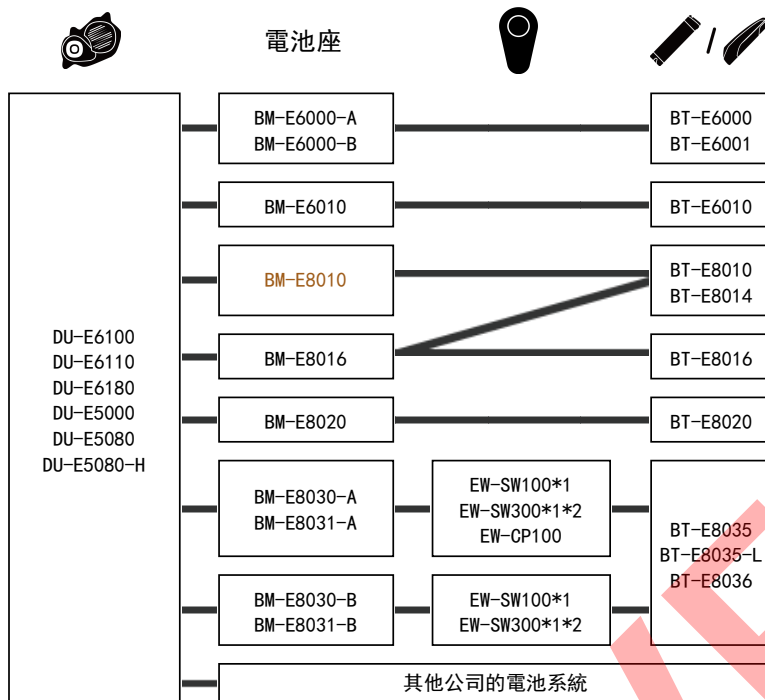 電池座
BM-E6000-A
BM-E6000-B
BT-E6000
BT-E6001
BM-E6010
BT-E6010
BM-E8010
BT-E8010
BT-E8014
DU-E6100
DU-E6110
DU-E6180
DU-E5000
DU-E5080
DU-E5080-H
BM-E8016
BT-E8016
BM-E8020
BT-E8020
BM-E8030-A
BM-E8031-A
EW-SW100*1
EW-SW300*1*2
EW-CP100
BT-E8035
BT-E8035-L
BT-E8036
BM-E8030-B
BM-E8031-B
EW-SW100*1
EW-SW300*1*2
其他公司的電池系統